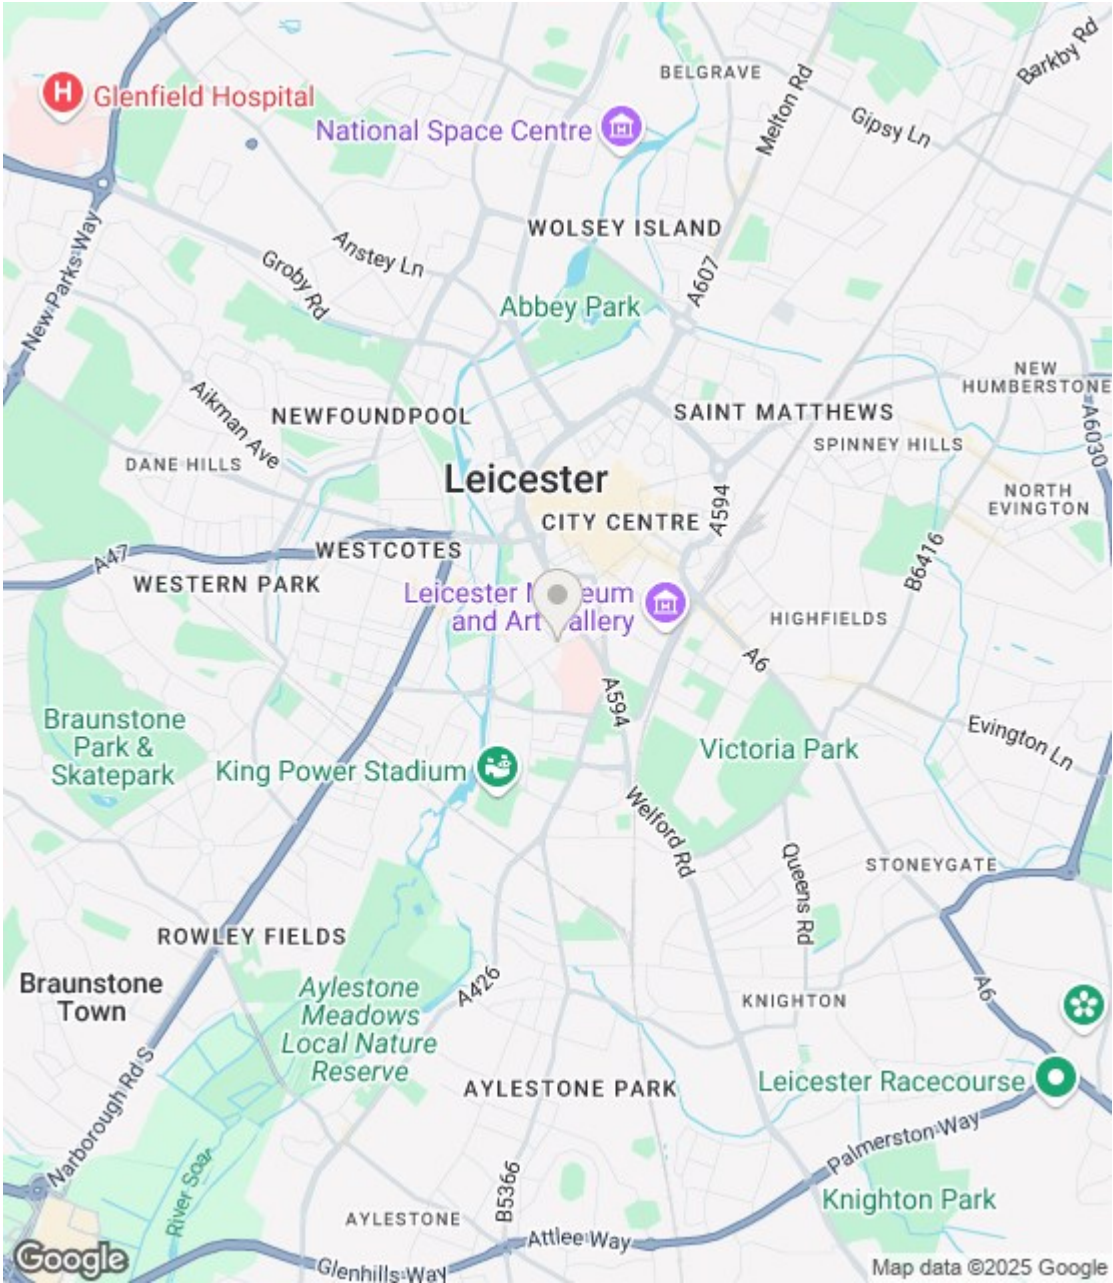 Barkby Rd
BELGRAVE
Melton Rd
Glenfield Hospital
National Space Centre
Gipsy Ln
WOLSEY ISLAND
New Parks Way
Anstey Ln
Groby Rd
A607
Abbey Park
NEW
HUMBERSTONE
Aikman Ave
NEWFOUNDPOOL
SAINT MATTHEWS
A6030
SPINNEY HILLS
DANE HILLS
Leicester
NORTH
EVINGTON
CITY CENTRE
A594
A47
WESTCOTES
WESTERN PARK
B6416
Leicester M eum
and Art allery
HIGHFIELDS
A6
A594
Braunstone
Park &
Skatepark
Evington Ln
Victoria Park
King Power Stadium
Welford Rd
Queens Rd
STONEYGATE
ROWLEY FIELDS
Braunstone
Town
A426
Aylestone
Meadows
Local Nature
Reserve
A6
KNIGHTON
AYLESTONE PARK
Leicester Racecourse
Narborough Rd S
Palmerston Way
River Soar
B5366
Knighton Park
AYLESTONE
Attlee Way
Google
Glenhills Way
Map data ©2025 Google
H